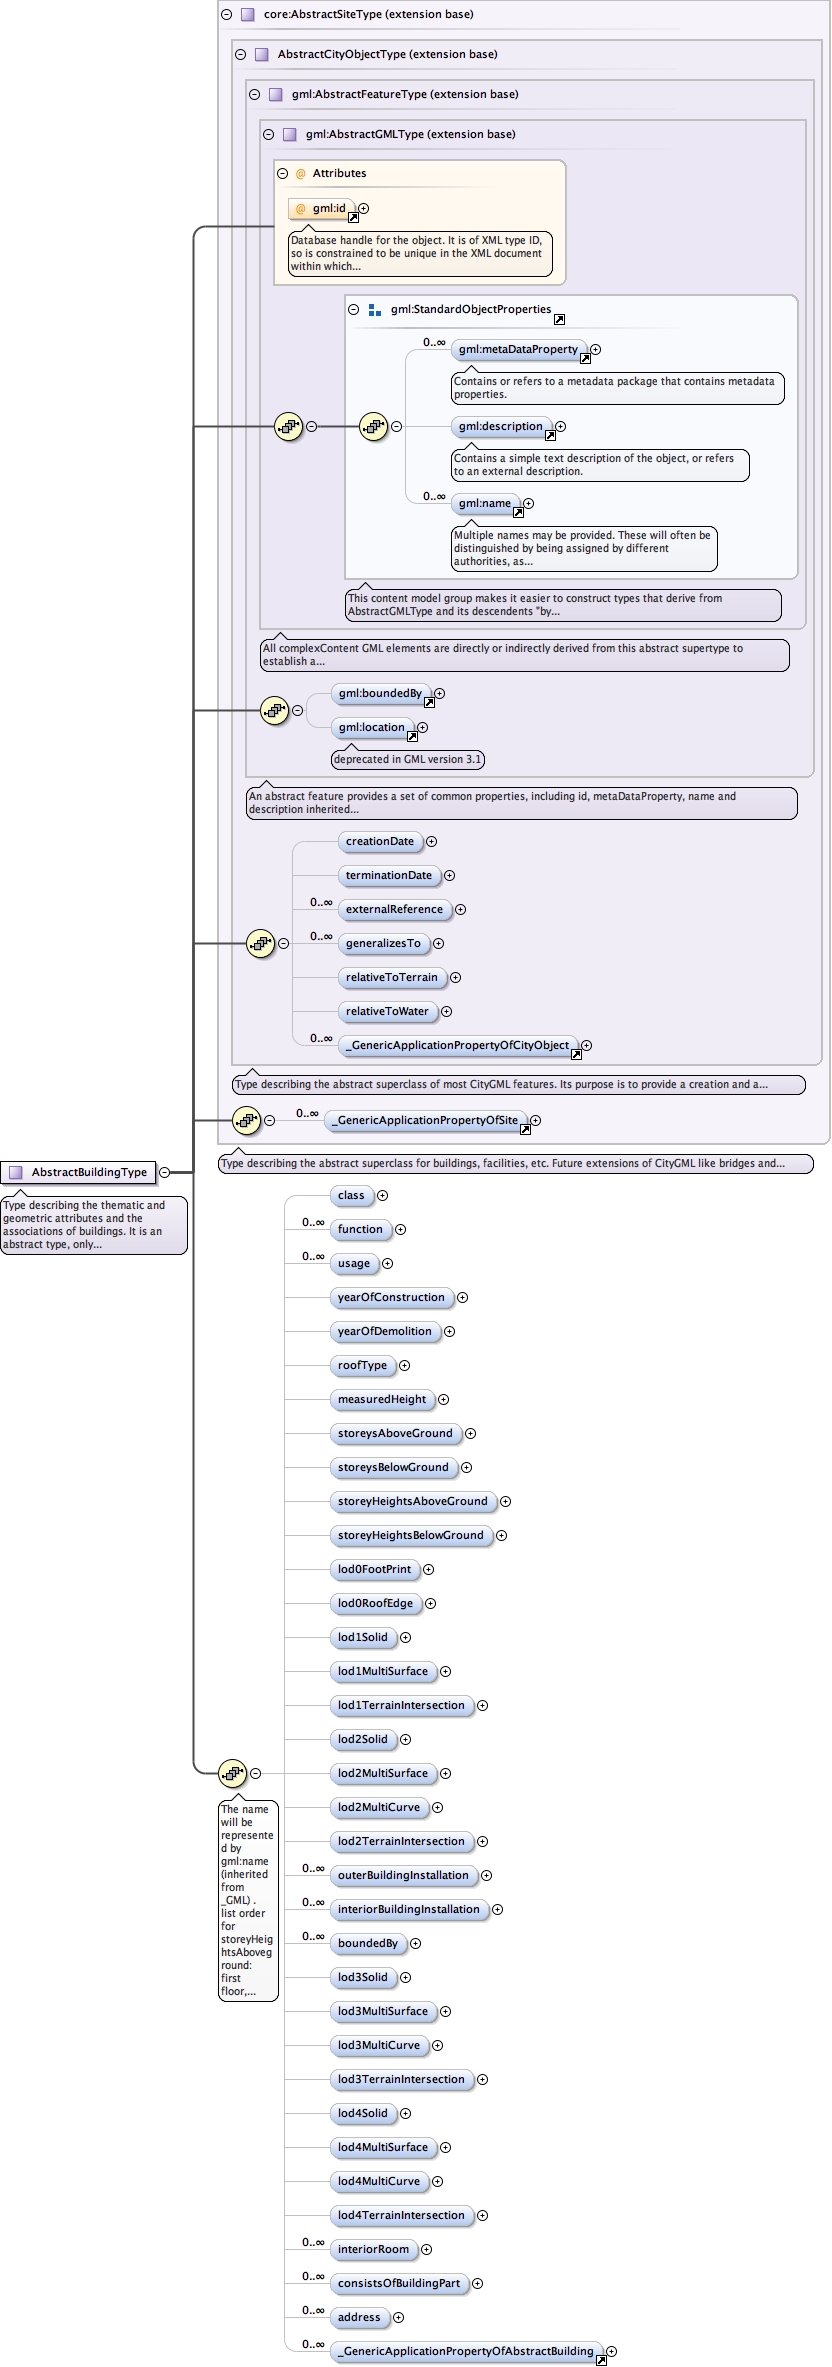 core:AbstractSiteType (extension base)
AbstractCityObjectType (extension base)
gml:AbstractFeatureType (extension base)
gml:AbstractGMLType (extension base)
@ Attributes
@ gml:id
Database handle for the object. It is of XML type ID,
so is constrained to be unique in the XML document
within which...
gml:StandardObjectProperties
0..∞
gml:metaDataProperty
Contains or refers to a metadata package that contains metadata
properties.
gml:description
Contains a simple text description of the object, or refers
to an external description.
0..∞
gml:name
Multiple names may be provided. These will often be
distinguished by being assigned by different
authorities, as...
This content model group makes it easier to construct types that derive from
AbstractGMLType and its descendents "by...
All complexContent GML elements are directly or indirectly derived from this abstract supertype to
establish a...
gml:boundedBy
gml:location
deprecated in GML version 3.1
An abstract feature provides a set of common properties, including id, metaDataProperty, name and
description inherited...
creationDate
terminationDate
0..∞
externalReference
0..∞
generalizesTo
relativeToTerrain
relativeToWater
0..∞
_GenericApplicationPropertyOfCityObject
Type describing the abstract superclass of most CityGML features. Its purpose is to provide a creation and a...
0..∞
_GenericApplicationPropertyOfSite
Type describing the abstract superclass for buildings, facilities, etc. Future extensions of CityGML like bridges and...
AbstractBuildingType
Type describing the thematic and
geometric attributes and the
associations of buildings. It is an
abstract type, only...
class
0..∞
function
0..∞
usage
yearOfConstruction
yearOfDemolition
roofType
measuredHeight
storeysAboveGround
storeysBelowGround
storeyHeightsAboveGround
storeyHeightsBelowGround
lod0FootPrint
lod0RoofEdge
lod1Solid
lod1MultiSurface
lod1TerrainIntersection
lod2Solid
lod2MultiSurface
lod2MultiCurve
lod2TerrainIntersection
0..∞
outerBuildingInstallation
0..∞
interiorBuildingInstallation
0..∞
boundedBy
lod3Solid
lod3MultiSurface
lod3MultiCurve
lod3TerrainIntersection
lod4Solid
lod4MultiSurface
lod4MultiCurve
lod4TerrainIntersection
0..∞
interiorRoom
0..∞
consistsOfBuildingPart
0..∞
address
0..∞
_GenericApplicationPropertyOfAbstractBuilding
The name
will be
represente
d by
gml:name
(inherited
from
_GML) .
list order
for
storeyHeig
htsAboveg
round:
first
floor,...